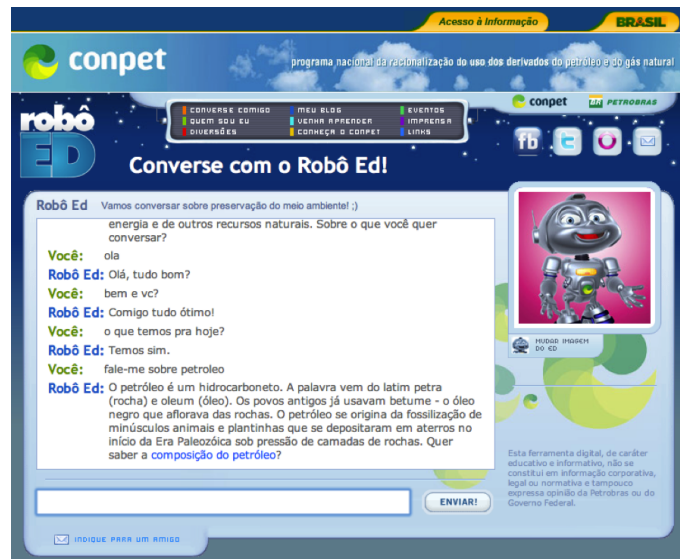 Acesso à Informação
BRASIL
conpet
programa nacional da racionalização do uso dos derivados do petróleo e do gás natural
conpet
BR PETROBRAS
robô
ED
CONVERSE COMIGO
MEU BLOG
EVENTOS
QUEM SOU EU
VENHA APRENDER
IMPRENSA
DIVERSÕES
CONHEÇA O CONPET
LINKS
fb
t
Converse com o Robô Ed!
Robô Ed Vamos conversar sobre preservação do meio ambiente! ;)
energia e de outros recursos naturais. Sobre o que você quer
conversar?
Você: ola
Robô Ed: Olá, tudo bom?
Você: bem e vc?
Robô Ed: Comigo tudo ótimo!
Você: o que temos pra hoje?
Robô Ed: Temos sim.
Você: fale-me sobre petroleo
Robô Ed: O petróleo é um hidrocarboneto. A palavra vem do latim petra
(rocha) e oleum (óleo). Os povos antigos já usavam betume - o óleo
negro que aflorava das rochas. O petróleo se origina da fossilização de
minúsculos animais e plantinhas que se depositaram em aterros no
início da Era Paleozóica sob pressão de camadas de rochas. Quer
saber a composição do petróleo?
MUDAR IMAGEM
DO ED
Esta ferramenta digital, de caráter
educativo e informativo, não se
constitui em informação corporativa,
legal ou normativa e tampouco
expressa opinião da Petrobras ou do
Governo Federal.
ENVIAR!
INDIQUE PARA UM AMIGO